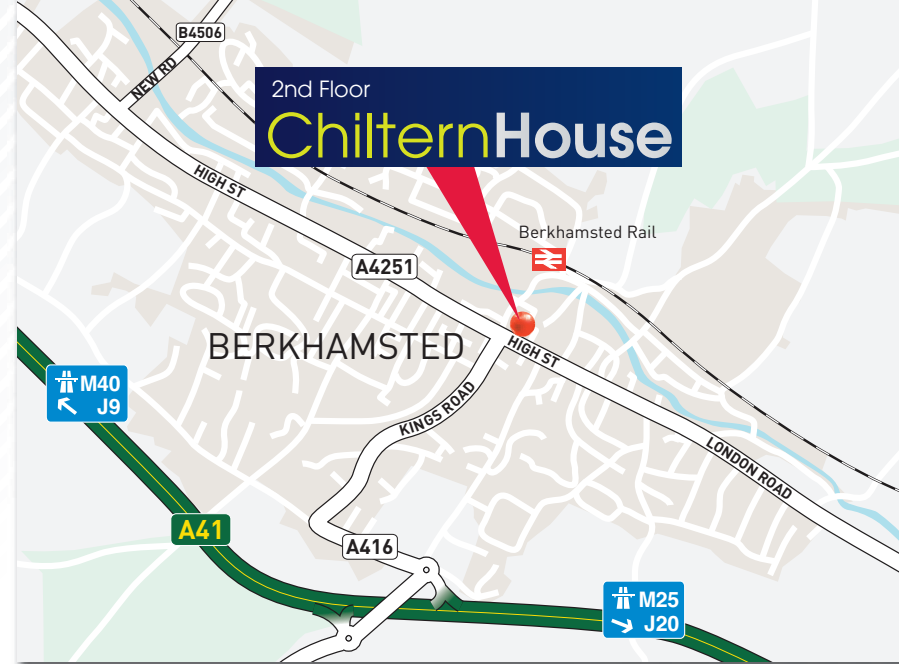 B4506
NEW RD
2nd Floor
ChilternHouse
HIGH ST
Berkhamsted Rail
A4251
BERKHAMSTED
HIGH ST
M40
J9
KINGS ROAD
LONDON ROAD
A41
A416
M25
J20